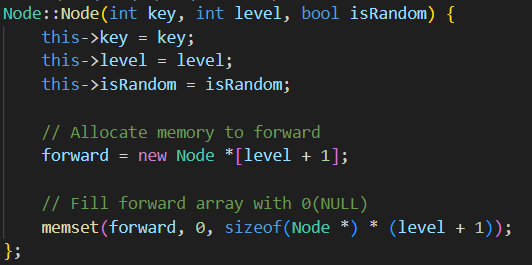 Node::Node(int key, int level, bool isRandom) {
    this->key = key;
    this->level = level;
    this->isRandom = isRandom;

    // Allocate memory to forward
    forward = new Node *[level + 1];

    // Fill forward array with 0(NULL)
    memset(forward, 0, sizeof(Node *) * (level + 1));
};